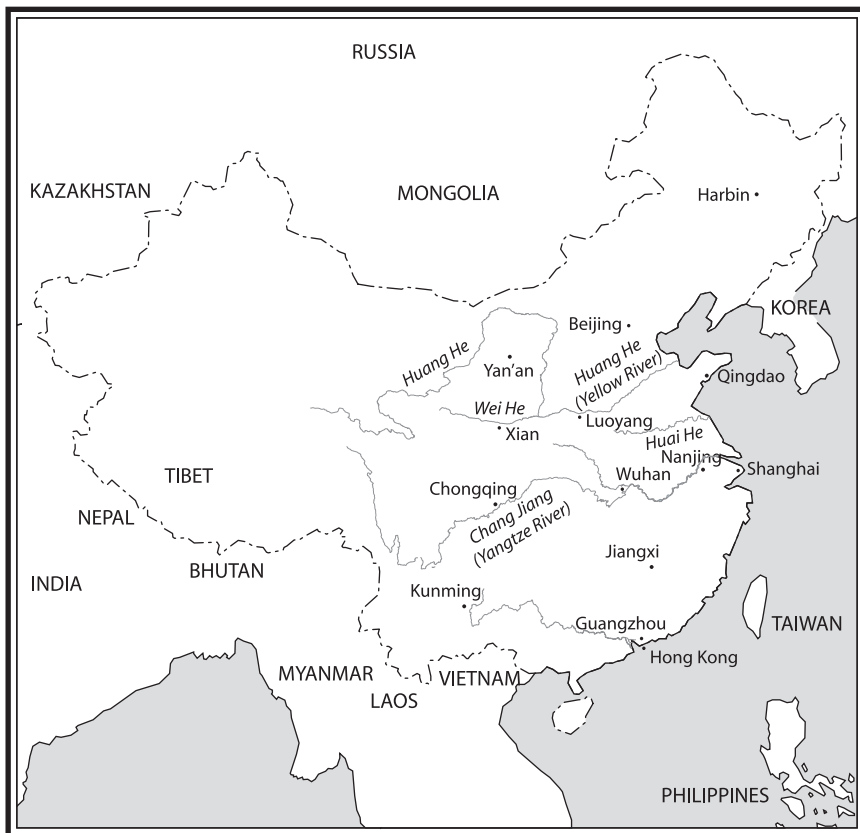 RUSSIA
KAZAKHSTAN
MONGOLIA
Harbin
KOREA
Beijing
Huang He
Huang He
(Yellow River)
Yan'an
Qingdao
Wei He
Luoyang
Xian
Huai He
Nanjing
Shanghai
TIBET
Wuhan
Chongqing
Chang Jiang
(Yangtze River)
NEPAL
Jiangxi
BHUTAN
INDIA
Kunming
Guangzhou
TAIWAN
Hong Kong
MYANMAR
VIETNAM
LAOS
PHILIPPINES